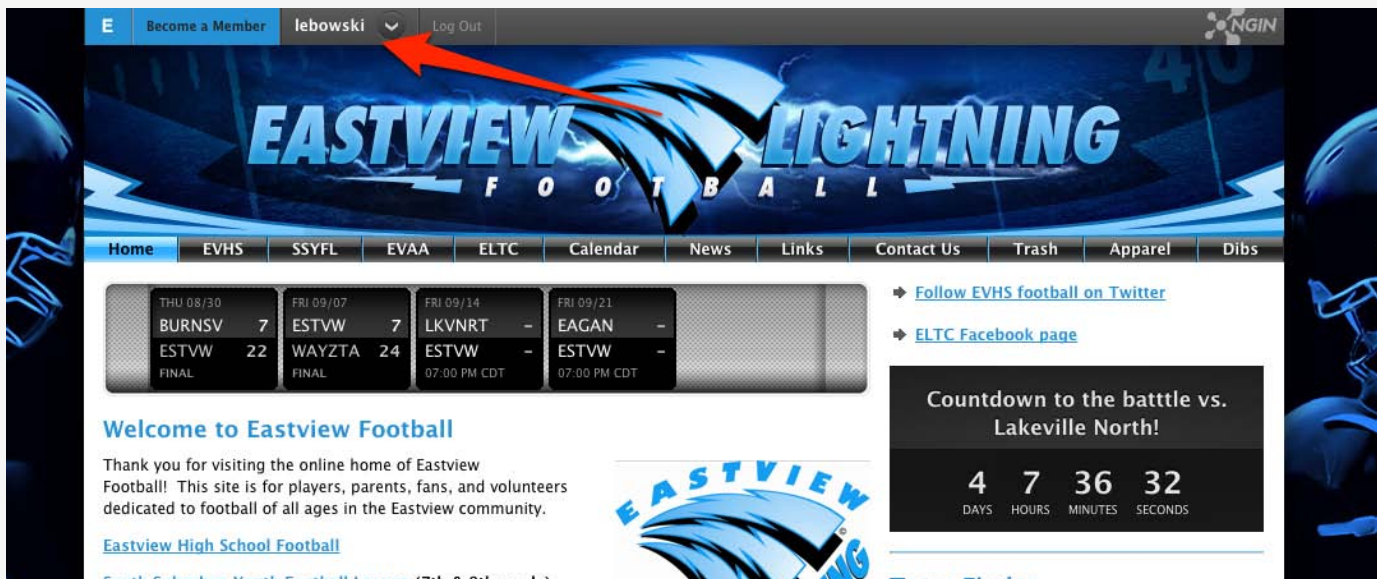 E Become a Member lebowski Log Out NGIN
40
EASTVIEW LIGHTNING
FOOTBALL
Home EVHS SSYFL EVAA ELTC Calendar News Links Contact Us Trash Apparel Dibs
THU 08/30
BURNSV 7
ESTVW 22
FINAL
FRI 09/07
ESTVW 7
WAYZTA 24
FINAL
FRI 09/14
LKVNRT –
ESTVW –
07:00 PM CDT
FRI 09/21
EAGAN –
ESTVW –
07:00 PM CDT
Follow EVHS football on Twitter
ELTC Facebook page
Countdown to the batttle vs.
Lakeville North!
4 7 36 32
DAYS HOURS MINUTES SECONDS
Welcome to Eastview Football
Thank you for visiting the online home of Eastview
Football! This site is for players, parents, fans, and volunteers
dedicated to football of all ages in the Eastview community.
Eastview High School Football
EASTVIEW